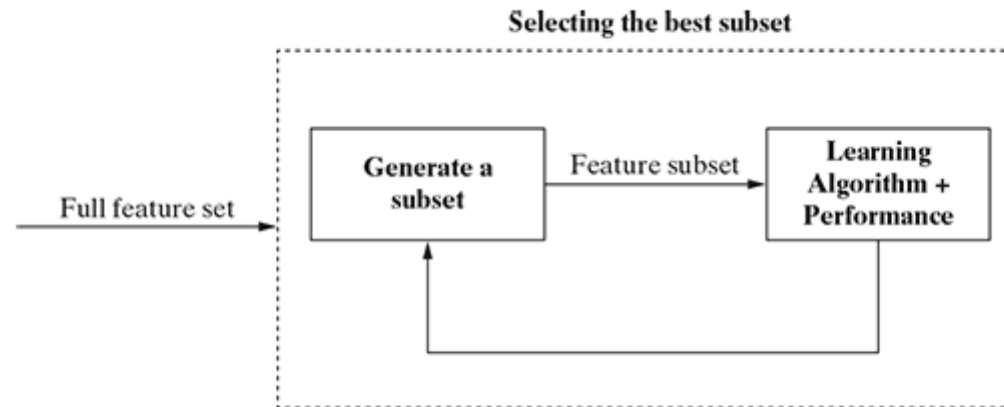 Selecting the best subset
Full feature set
Generate a
subset
Feature subset
Learning
Algorithm +
Performance